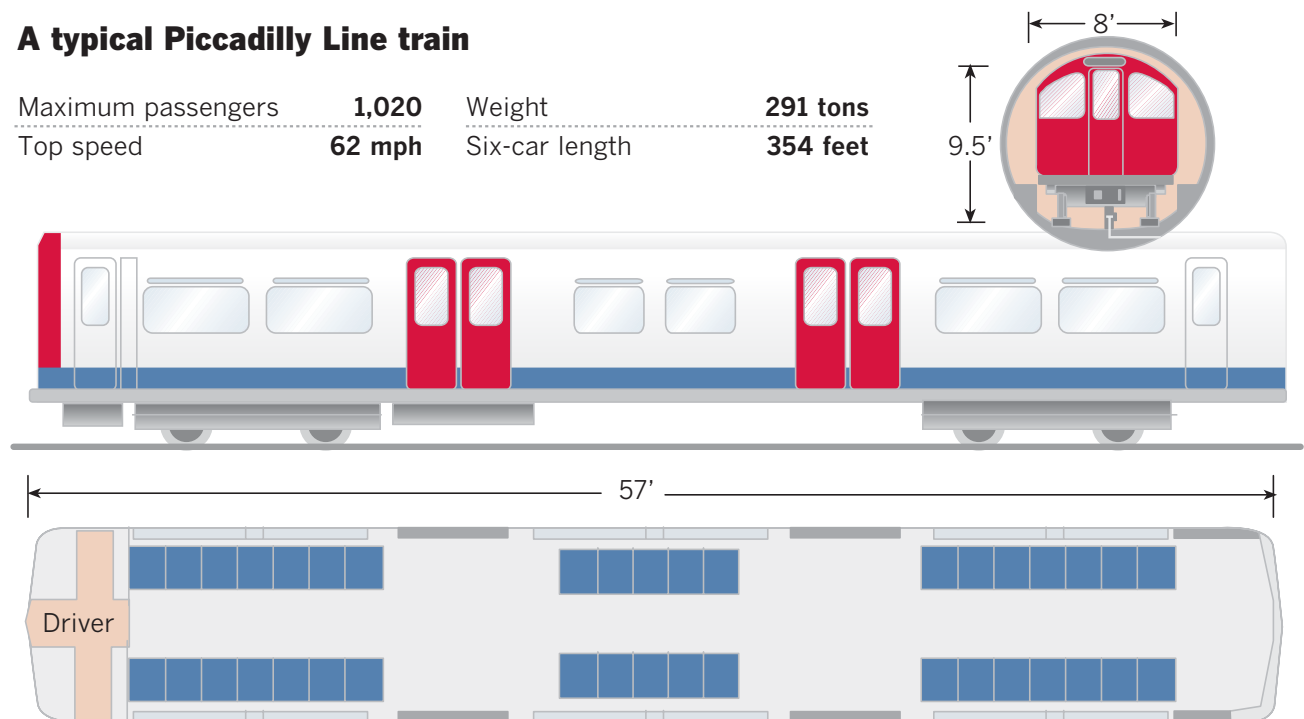 A typical Piccadilly Line train
8’
Maximum passengers 1,020 Weight 291 tons
Top speed 62 mph Six-car length 354 feet
9.5’
57’
Driver